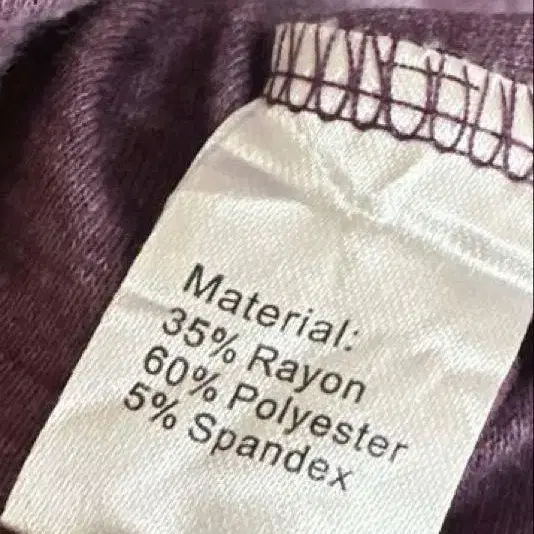 Material:
35% Rayon
60% Polyester
5% Spandex